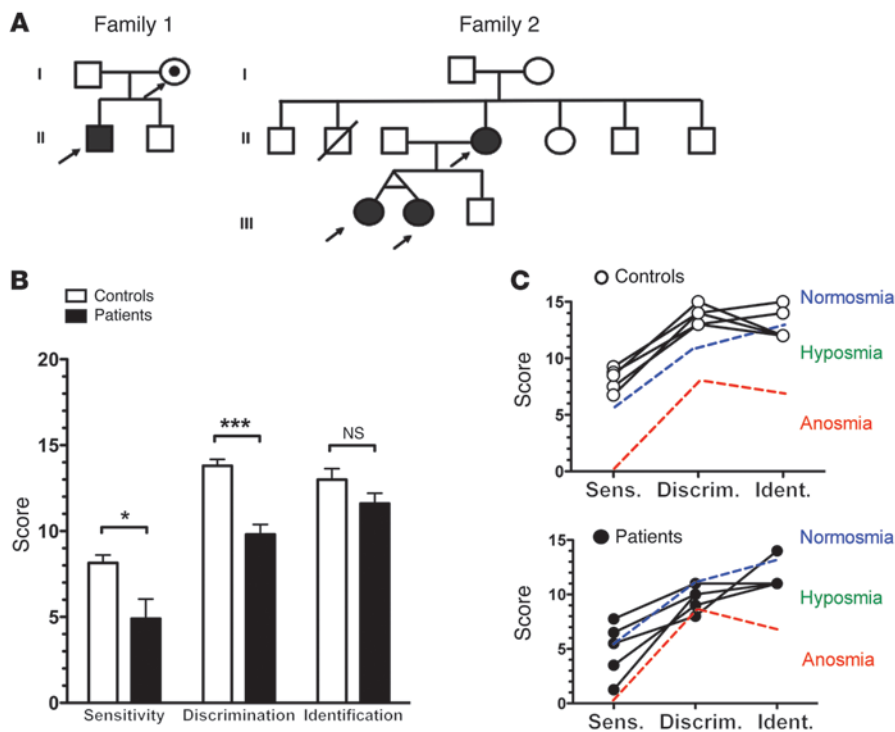 A
Family 1
Family 2
I
I
II
II
III
B
Controls
Patients
Score
20
15
10
5
0
*
***
NS
Sensitivity
Discrimination
Identification
C
Controls
Score
15
10
5
0
Normosmia
Hyposmia
Anosmia
Sens.
Discrim.
Ident.
Patients
Score
15
10
5
0
Normosmia
Hyposmia
Anosmia
Sens.
Discrim.
Ident.